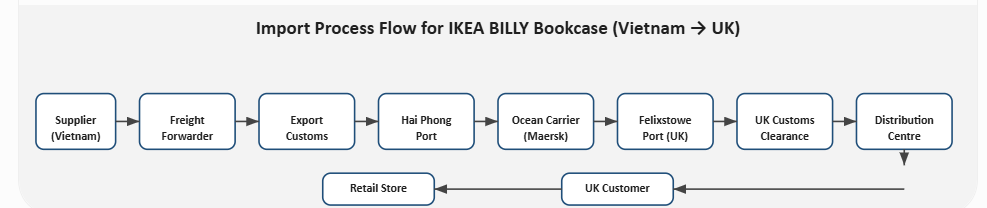 Import Process Flow for IKEA BILLY Bookcase (Vietnam → UK)
Supplier
(Vietnam)
Freight
Forwarder
Export
Customs
Hai Phong
Port
Ocean Carrier
(Maersk)
Felixstowe
Port (UK)
UK Customs
Clearance
Distribution
Centre
Retail Store
UK Customer